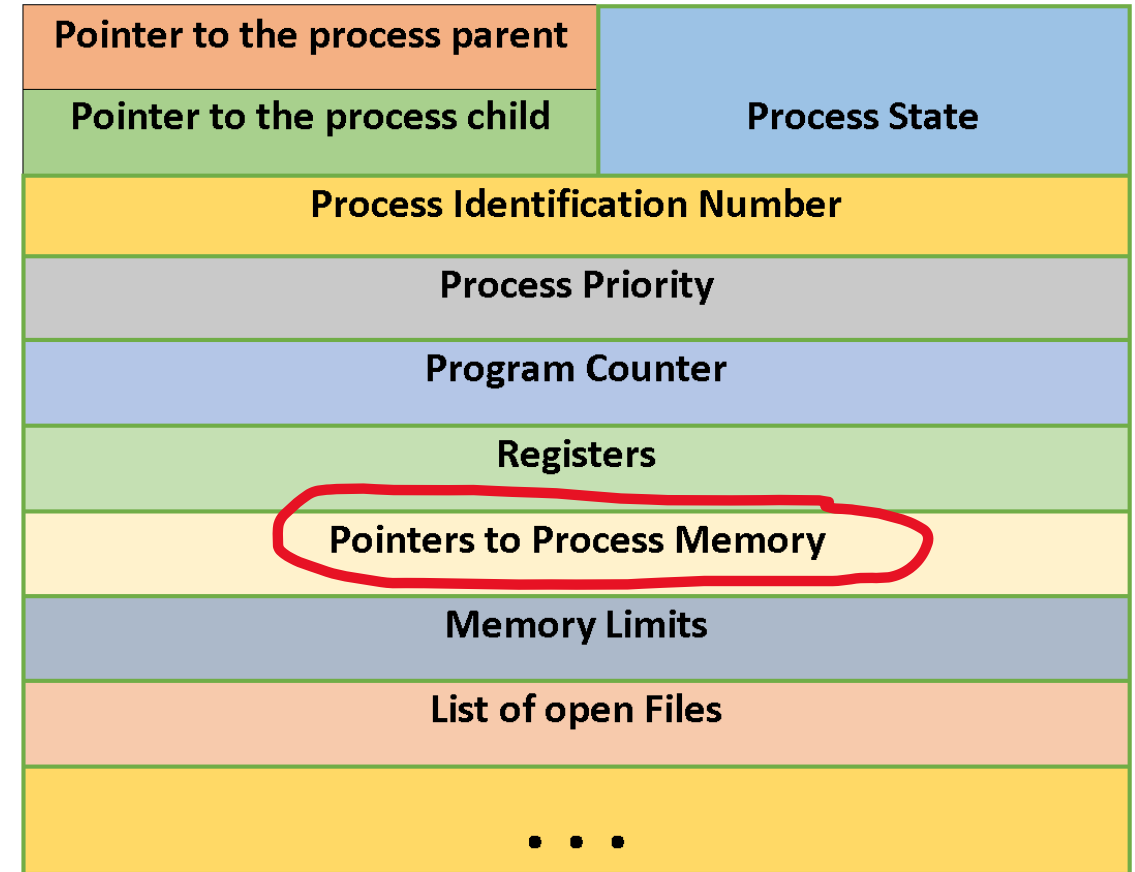 Pointer to the process parent
Pointer to the process child
Process State
Process Identification Number
Process Priority
Program Counter
Registers
Pointers to Process Memory
Memory Limits
List of open Files
. . .